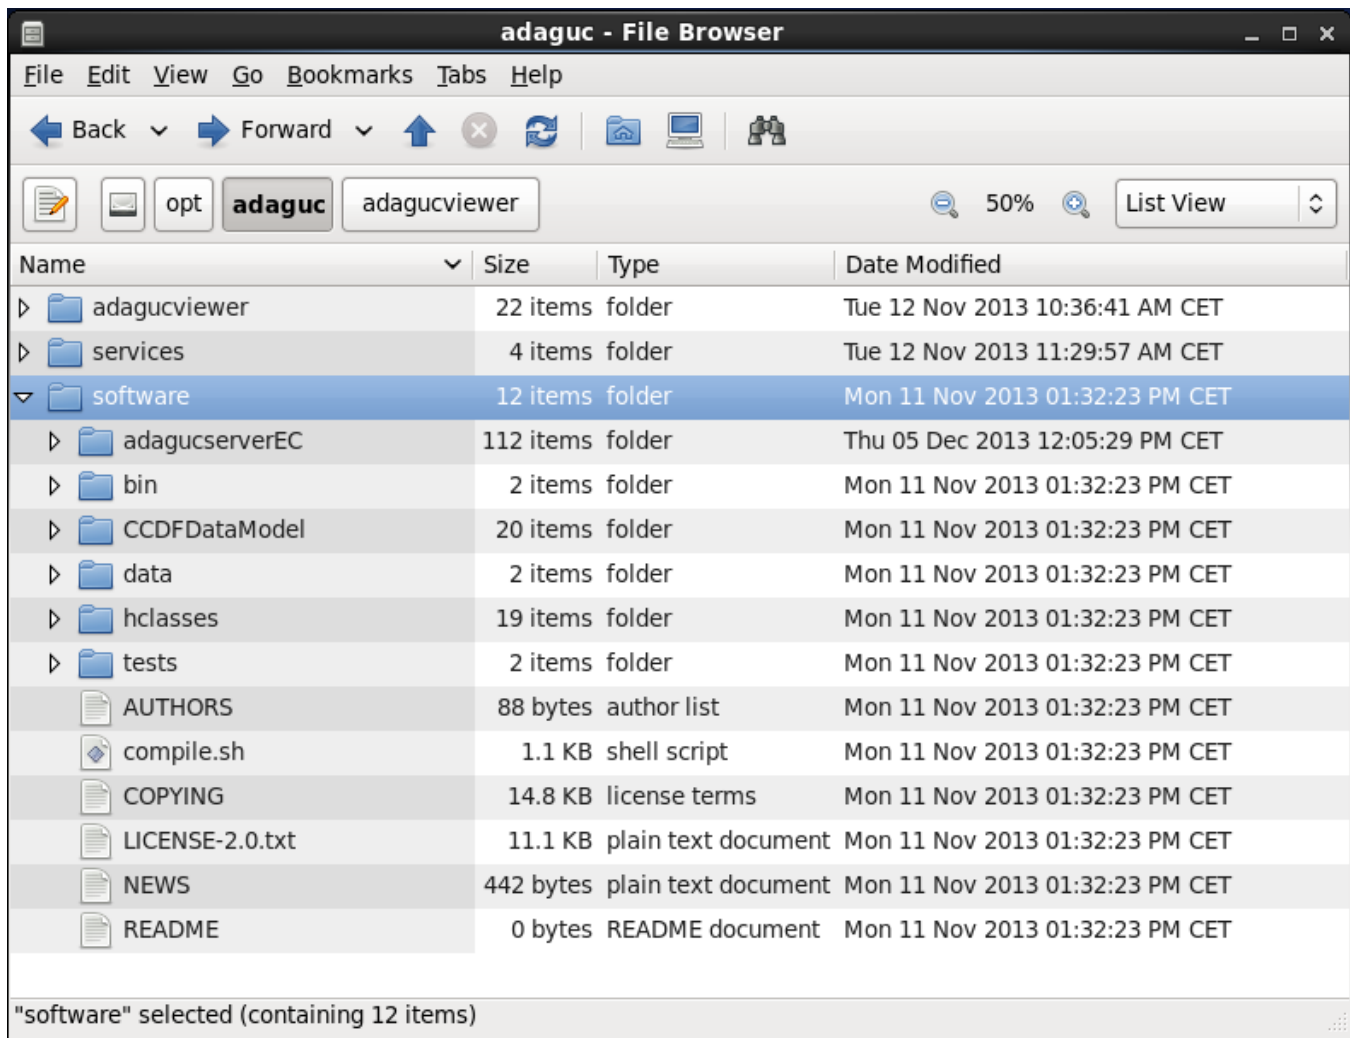 adaguc - File Browser
File Edit View Go Bookmarks Tabs Help
Back Forward
opt adaguc adagucviewer 50% List View
Name Size Type Date Modified
adagucviewer 22 items folder Tue 12 Nov 2013 10:36:41 AM CET
services 4 items folder Tue 12 Nov 2013 11:29:57 AM CET
software 12 items folder Mon 11 Nov 2013 01:32:23 PM CET
adagucserverEC 112 items folder Thu 05 Dec 2013 12:05:29 PM CET
bin 2 items folder Mon 11 Nov 2013 01:32:23 PM CET
CCDFDataModel 20 items folder Mon 11 Nov 2013 01:32:23 PM CET
data 2 items folder Mon 11 Nov 2013 01:32:23 PM CET
hclasses 19 items folder Mon 11 Nov 2013 01:32:23 PM CET
tests 2 items folder Mon 11 Nov 2013 01:32:23 PM CET
AUTHORS 88 bytes author list Mon 11 Nov 2013 01:32:23 PM CET
compile.sh 1.1 KB shell script Mon 11 Nov 2013 01:32:23 PM CET
COPYING 14.8 KB license terms Mon 11 Nov 2013 01:32:23 PM CET
LICENSE-2.0.txt 11.1 KB plain text document Mon 11 Nov 2013 01:32:23 PM CET
NEWS 442 bytes plain text document Mon 11 Nov 2013 01:32:23 PM CET
README 0 bytes README document Mon 11 Nov 2013 01:32:23 PM CET
"software" selected (containing 12 items)